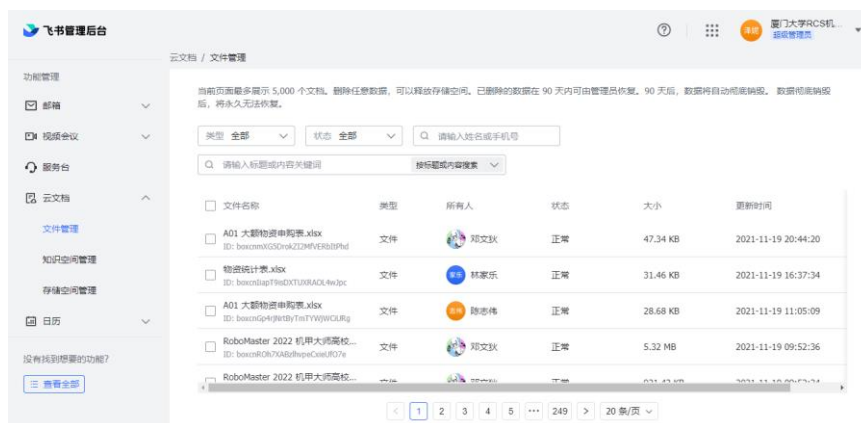 飞书管理后台
厦门大学RCS机...
超级管理员
云文档 / 文件管理
功能管理
邮箱
视频会议
服务台
云文档
文件管理
知识空间管理
存储空间管理
日历
没有找到想要的功能?
查看全部
当前页面最多展示 5,000 个文档。删除任意数据，可以释放存储空间。已删除的数据在 90 天内可由管理员恢复。90 天后，数据将自动彻底销毁。 数据彻底销毁
后，将永久无法恢复。
类型 全部 状态 全部 请输入姓名或手机号
请输入标题或内容关键词 按标题或内容搜索
文件名称 类型 所有人 状态 大小 更新时间
A01 大额物资申购表.xlsx 文件 邓文狄 正常 47.34 KB 2021-11-19 20:44:20
物资统计表.xlsx 文件 家乐 林家乐 正常 31.46 KB 2021-11-19 16:37:34
A01 大额物资申购表.xlsx 文件 志伟 陈志伟 正常 28.68 KB 2021-11-19 11:05:09
RoboMaster 2022 机甲大师高校... 文件 邓文狄 正常 5.32 MB 2021-11-19 09:52:36
RoboMaster 2022 机甲大师高校...
1 2 3 4 5 ··· 249 20 条/页